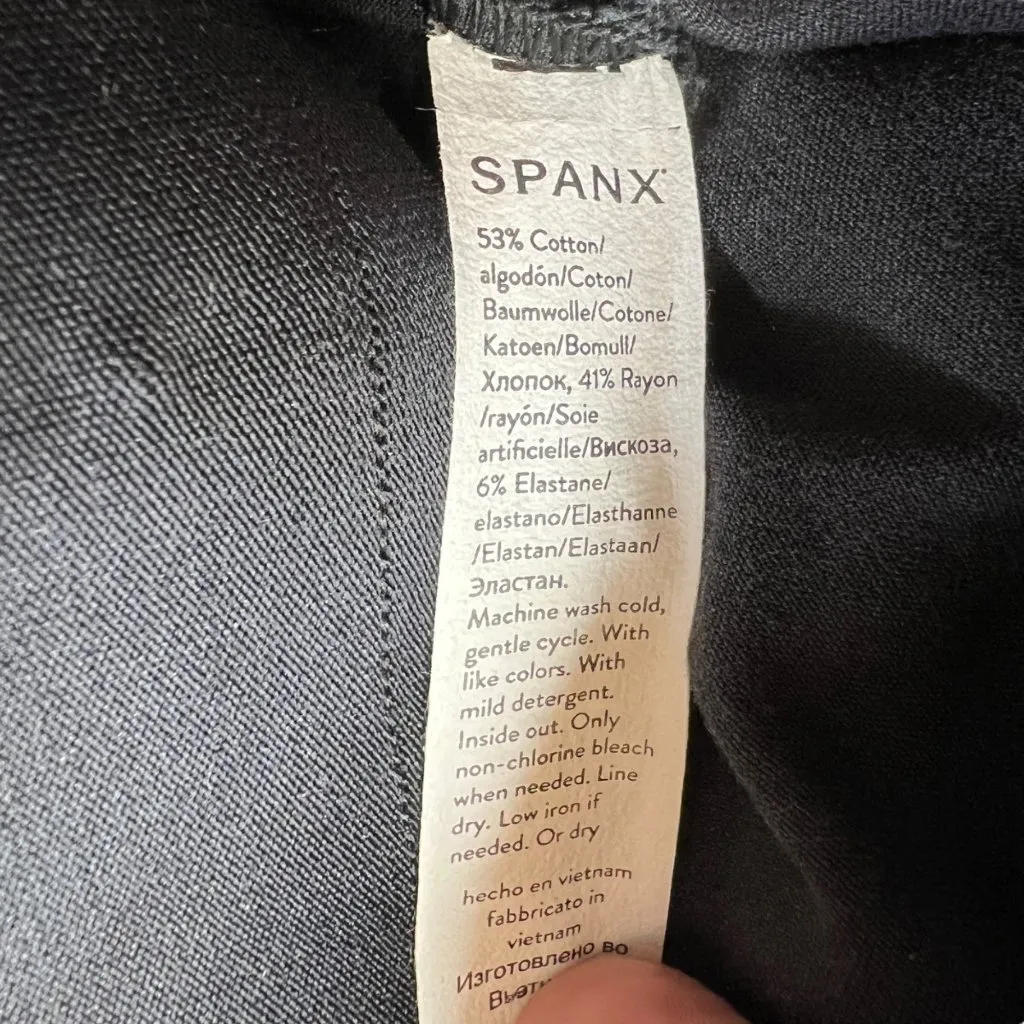 SPANX
53% Cotton/
algodón/Coton/
Baumwolle/Cotone/
Katoen/Bomull/
Хлопок, 41% Rayon
/rayón/Soie
artificielle/Вискоза,
6% Elastane/
elastano/Elasthanne
/Elastan/Elastaan/
Эластан.
Machine wash cold,
gentle cycle. With
like colors. With
mild detergent.
Inside out. Only
non-chlorine bleach
when needed. Line
dry. Low iron if
needed. Or dry
hecho en vietnam
fabbricato in
vietnam
Изготовлено во